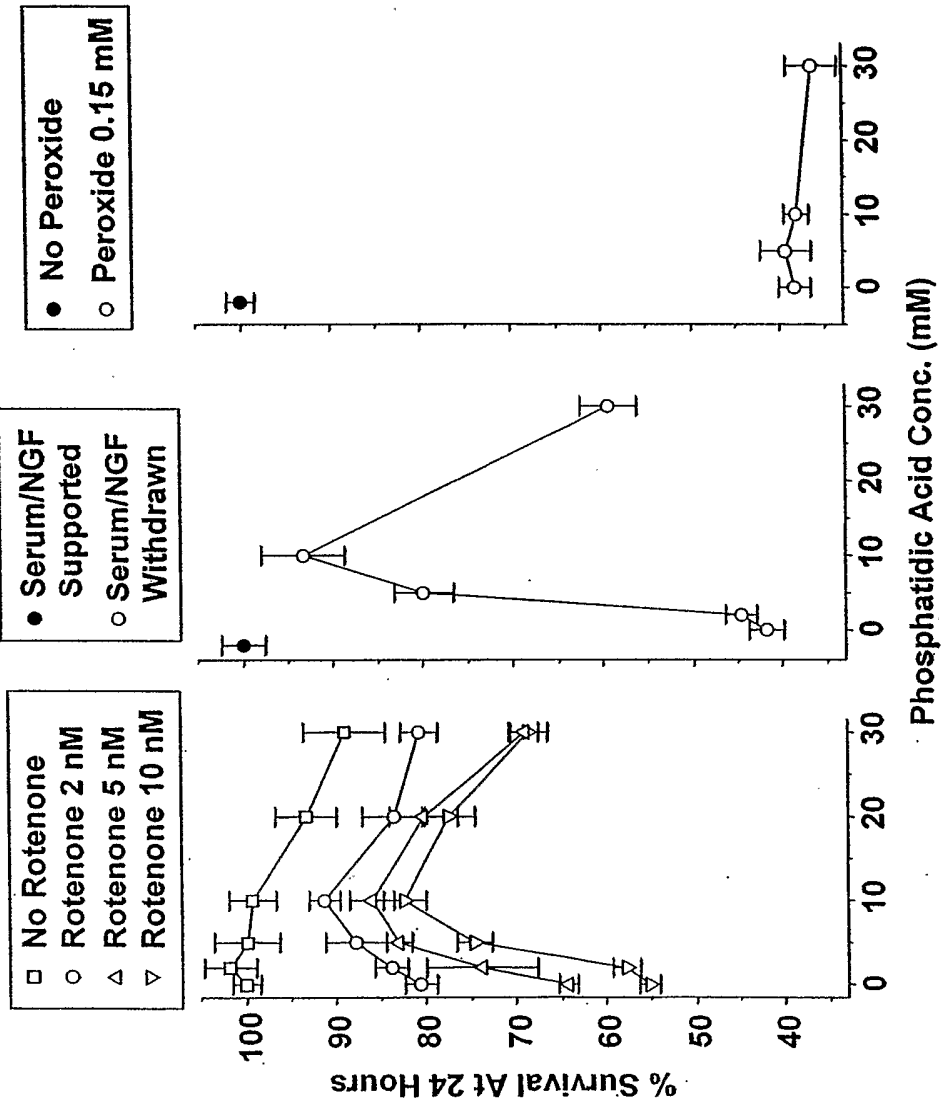 No Rotenone
Rotenone 2 nM
Rotenone 5 nM
Rotenone 10 nM
Serum/NGF
Supported
Serum/NGF
Withdrawn
No Peroxide
Peroxide 0.15 mM
% Survival At 24 Hours
100
90
80
70
60
50
40
0
10
20
30
0
10
20
30
0
10
20
30
Phosphatidic Acid Conc. (mM)